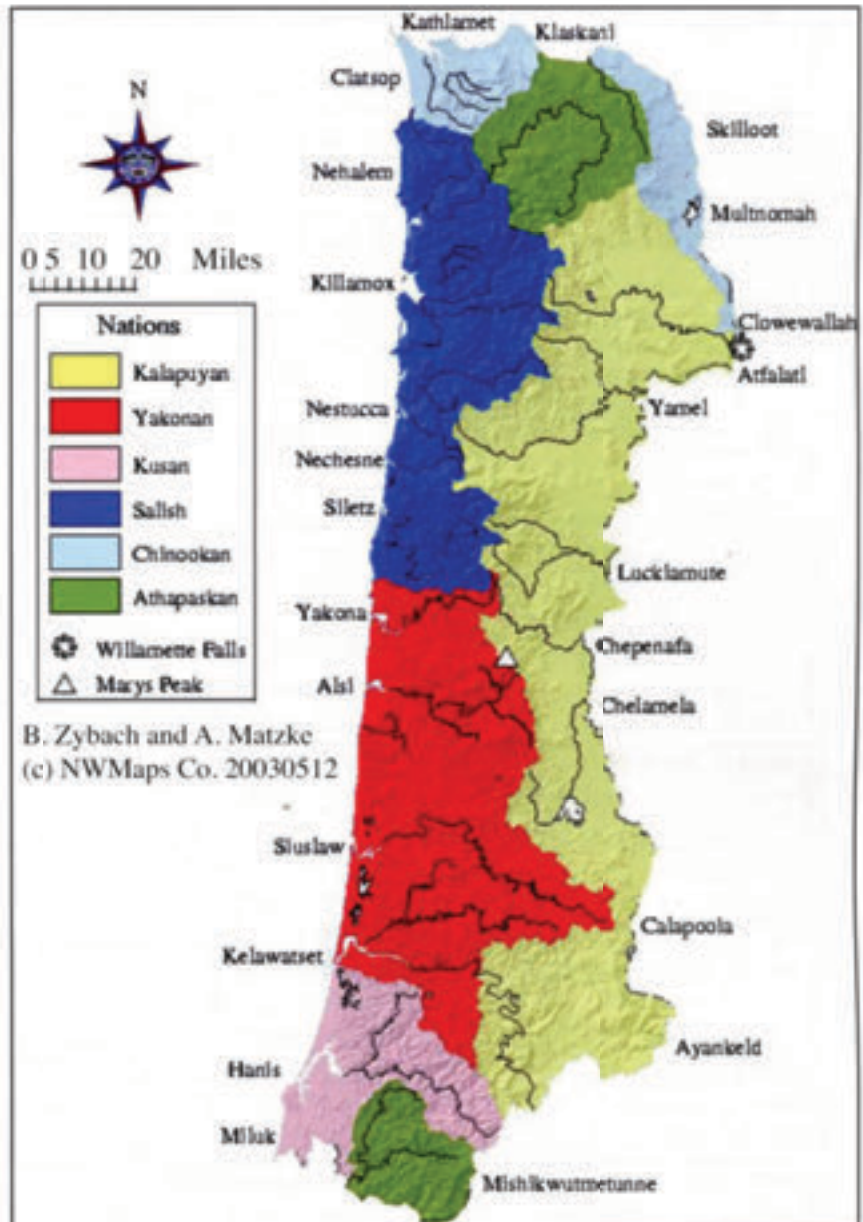 Kathlamet
Klaskani
Clatsop
N
Skilloot
Nehalem
Multnomah
0 5 10 20 Miles
Killamox
Nations
Clowewallah
Kalapuyan
Atfalati
Yakonan
Nestucca
Yamel
Kusan
Nechesne
Salish
Siletz
Chinookan
Lucklamute
Athapaskan
Yakona
Willamette Falls
Chepenafa
Marys Peak
Alsi
Chelamela
B. Zybach and A. Matzke
(c) NWMaps Co. 20030512
Siuslaw
Calapooia
Kelawatset
Ayankeld
Hanis
Miluk
Mishikwutmetunne